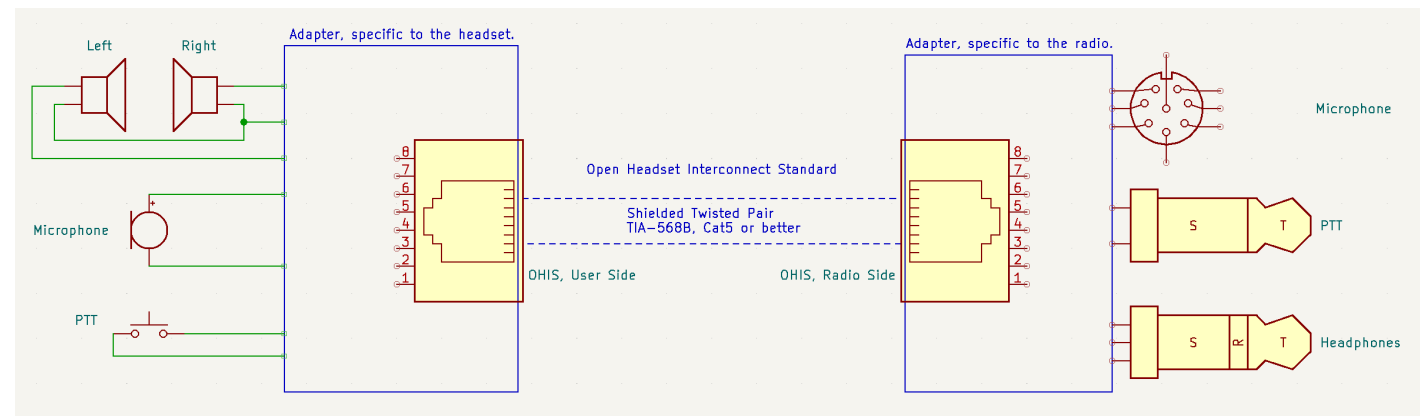 Adapter, specific to the headset.
Left
Right
Microphone
PTT
8
7
6
5
4
3
2
1
OHIS, User Side
Open Headset Interconnect Standard
Shielded Twisted Pair
TIA-568B, Cat5 or better
Adapter, specific to the radio.
OHIS, Radio Side
8
7
6
5
4
3
2
1
Microphone
S
T
PTT
S
R
T
Headphones
+